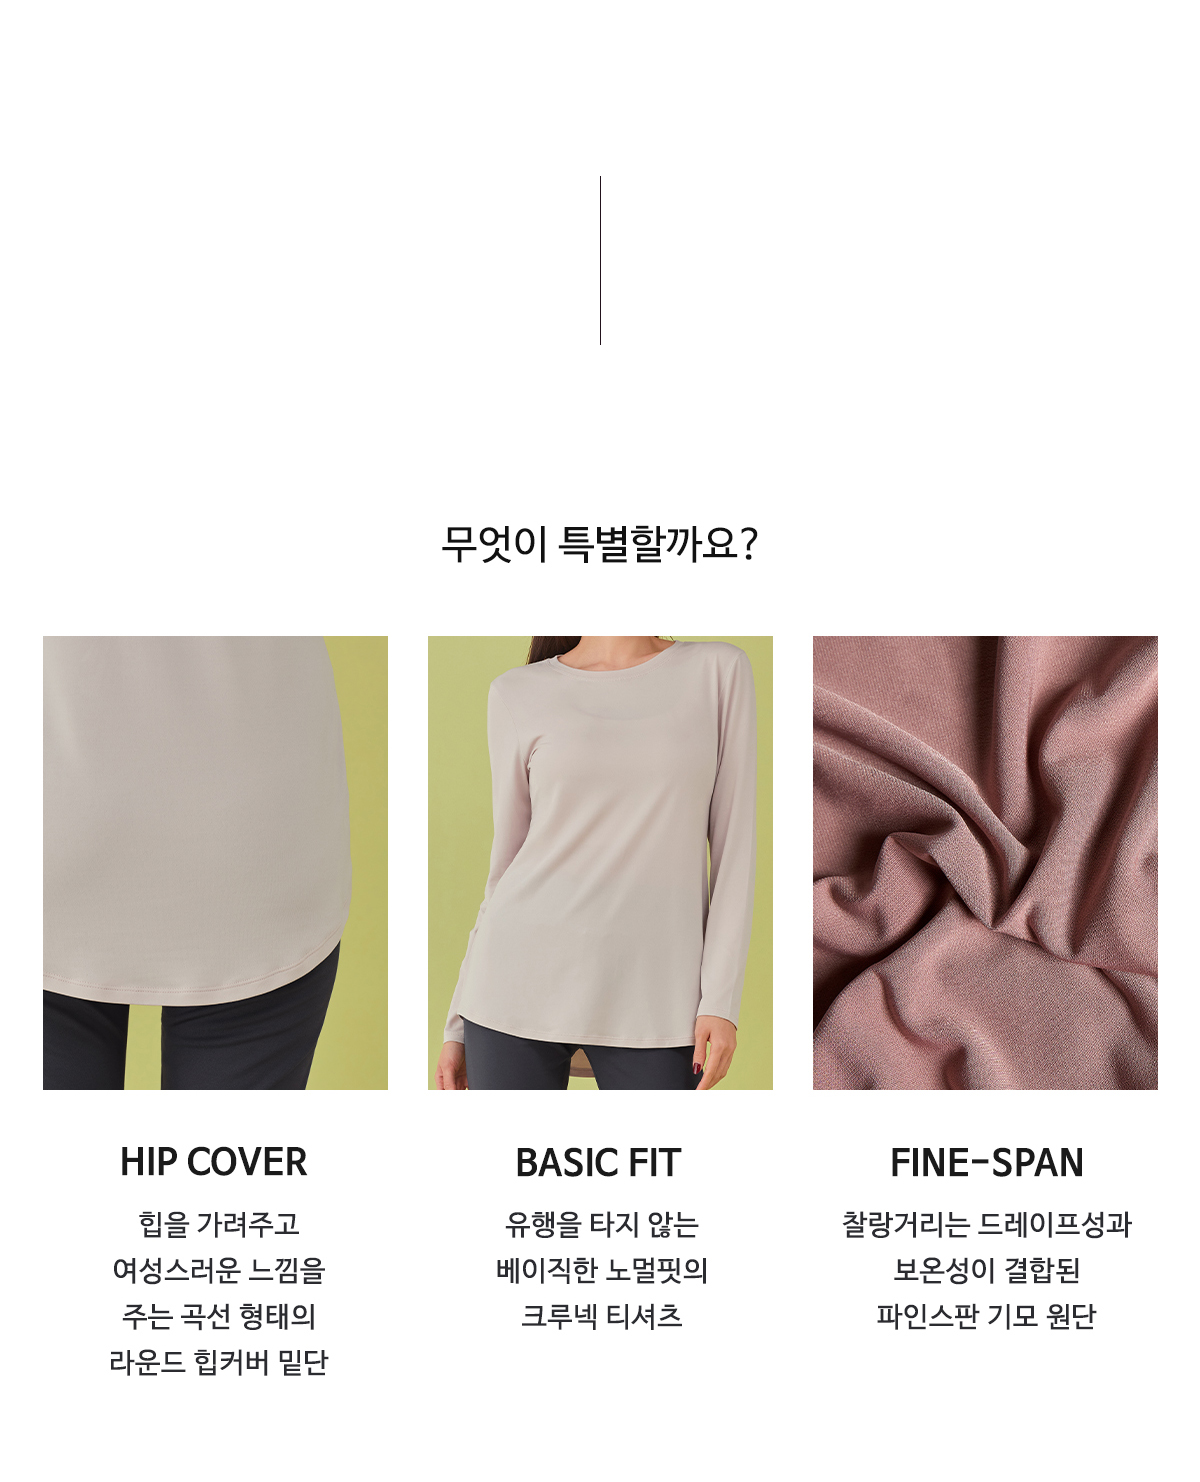 무엇이 특별할까요?
HIP COVER
힙을 가려주고
여성스러운 느낌을
주는 곡선 형태의
라운드 힙커버 밑단
BASIC FIT
유행을 타지 않는
베이직한 노멀핏의
크루넥 티셔츠
FINE-SPAN
찰랑거리는 드레이프성과
보온성이 결합된
파인스판 기모 원단